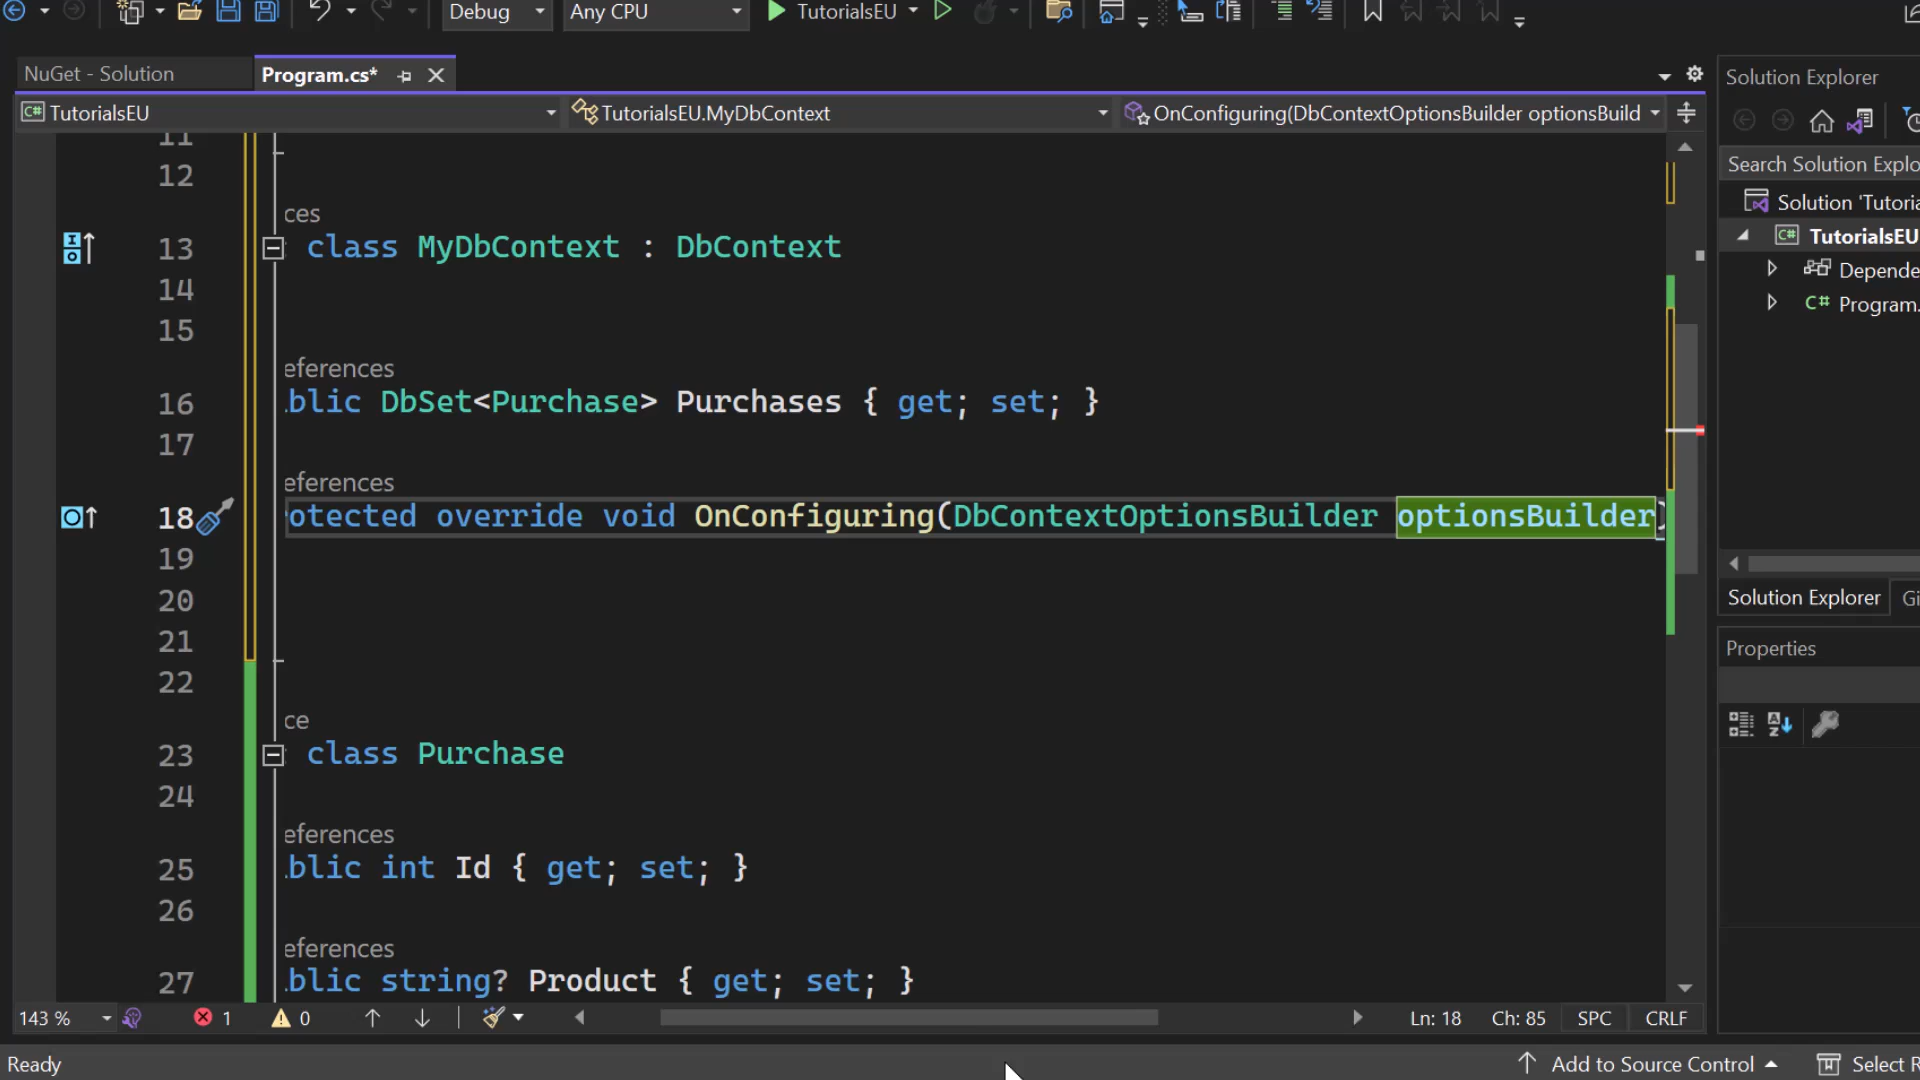 Debug
Any CPU
TutorialsEU
NuGet - Solution
Program.cs*
C# TutorialsEU
TutorialsEU.MyDbContext
OnConfiguring(DbContextOptionsBuilder optionsBuild
Solution Explorer
Search Solution Explo
Solution 'Tutoria
C# TutorialsEU
Depende
C# Program.
11
12
ces
13 class MyDbContext : DbContext
14
15
eferences
16 blic DbSet<Purchase> Purchases { get; set; }
17
eferences
18 otected override void OnConfiguring(DbContextOptionsBuilder optionsBuilder)
19
20
21
22
ce
23 class Purchase
24
eferences
25 blic int Id { get; set; }
26
eferences
27 blic string? Product { get; set; }
Solution Explorer
Gi
Properties
143 %
1
0
Ln: 18
Ch: 85
SPC
CRLF
Ready
Add to Source Control
Select R